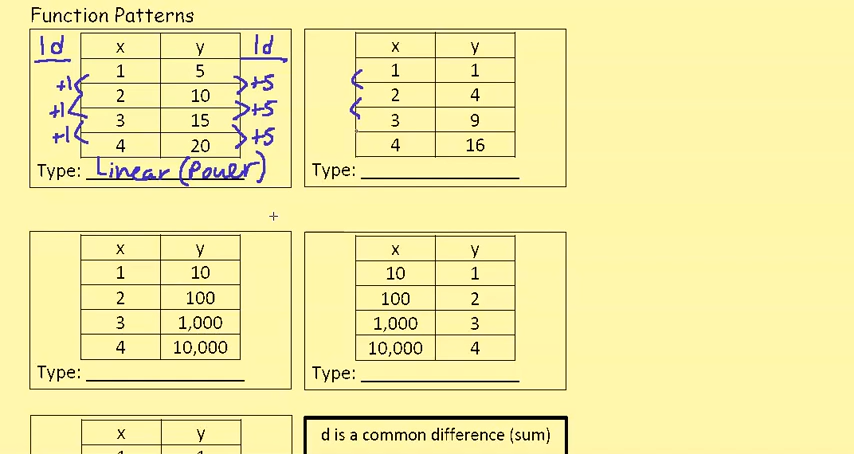 Function Patterns
1d x y 1d
1 5
+1 2 10 +5
+1 3 15 +5
+1 4 20 +5
Type: Linear (Power)
x y
1 1
2 4
3 9
4 16
Type:
x y
1 10
2 100
3 1,000
4 10,000
Type:
x y
10 1
100 2
1,000 3
10,000 4
Type:
x y
d is a common difference (sum)